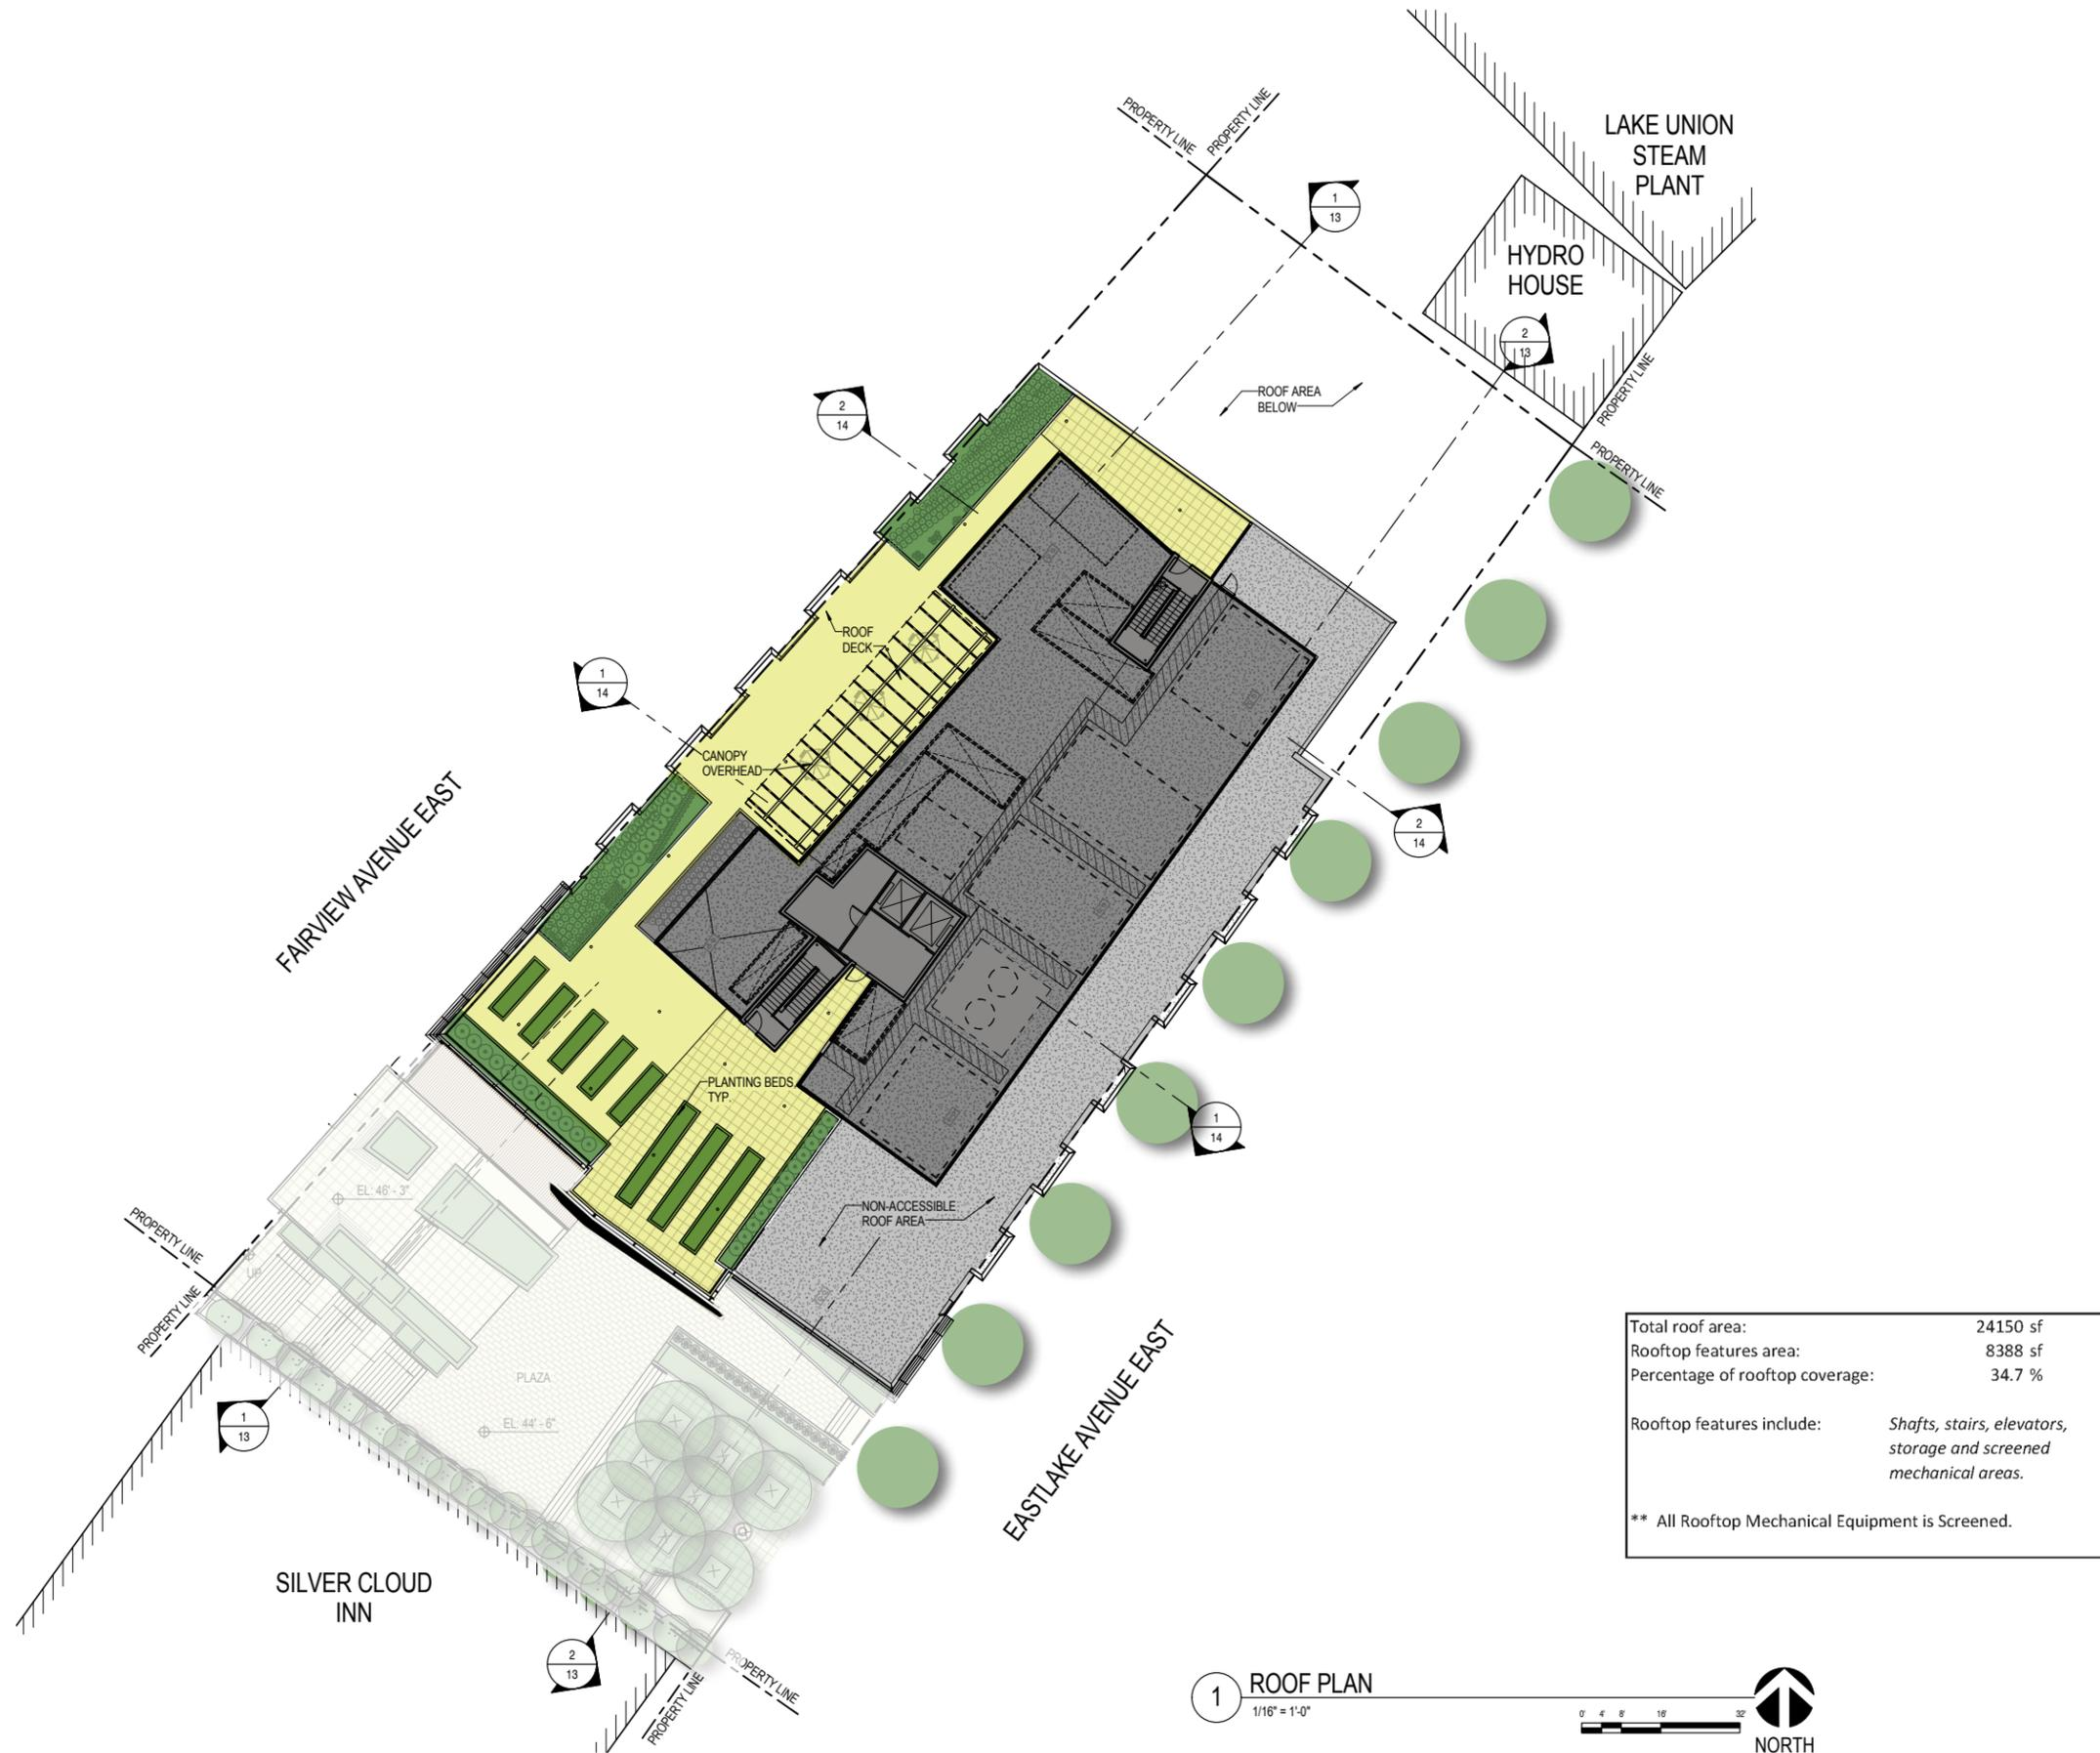 PROPERTY LINE
PROPERTY LINE
LAKE UNION
STEAM
PLANT
1
13
HYDRO
HOUSE
2
13
PROPERTY LINE
ROOF AREA
BELOW
2
14
PROPERTY LINE
ROOF
DECK
1
14
CANOPY
OVERHEAD
2
14
FAIRVIEW AVENUE EAST
PLANTING BEDS,
TYP.
1
14
EL: 46' - 3"
NON-ACCESSIBLE
ROOF AREA
PROPERTY LINE
UP
PROPERTY LINE
PLAZA
EL: 44' - 6"
1
13
EASTLAKE AVENUE EAST
Total roof area: 24150 sf
Rooftop features area: 8388 sf
Percentage of rooftop coverage: 34.7 %
Rooftop features include: Shafts, stairs, elevators,
storage and screened
mechanical areas.
** All Rooftop Mechanical Equipment is Screened.
SILVER CLOUD
INN
2
13
PROPERTY LINE
PROPERTY LINE
1
ROOF PLAN
1/16" = 1'-0"
0' 4' 8' 16' 32'
NORTH